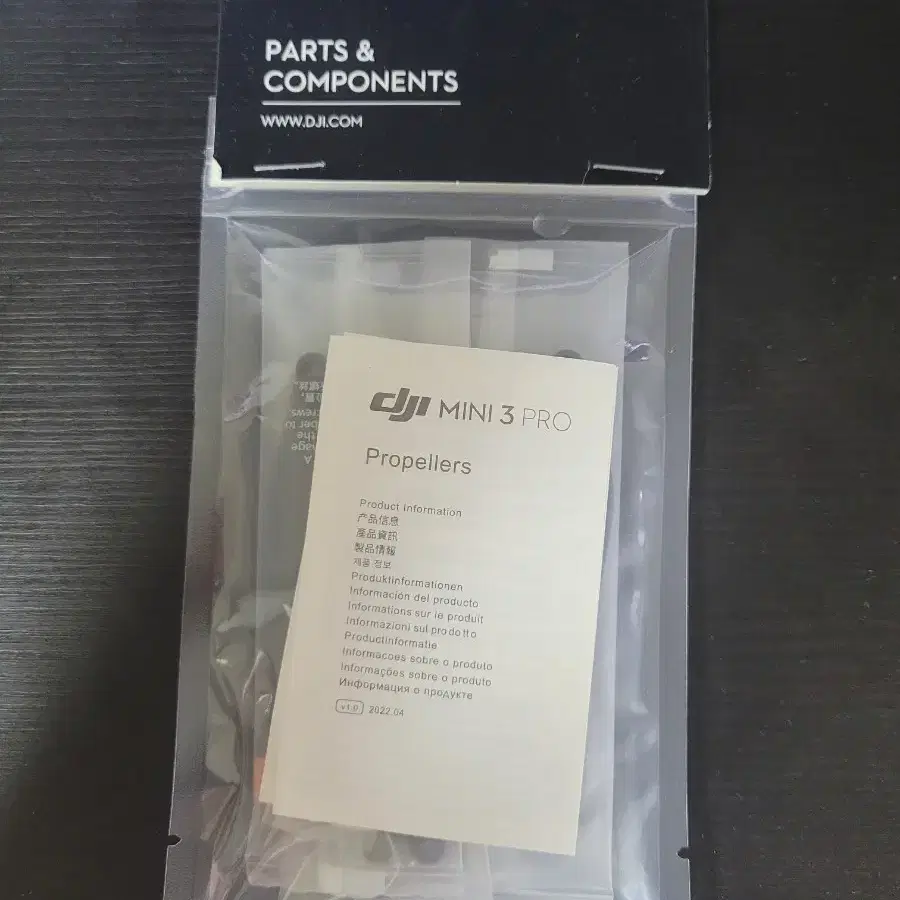 PARTS &
COMPONENTS
WWW.DJI.COM
dji MINI 3 PRO
Propellers
Product Information
产品信息
產品資訊
製品情報
제품 정보
Produktinformationen
Información del producto
Informations sur le produit
Informazioni sul prodotto
Productinformatie
Informacoes sobre o produto
Informações sobre o produto
Информация о продукте
v1.0 2022.04